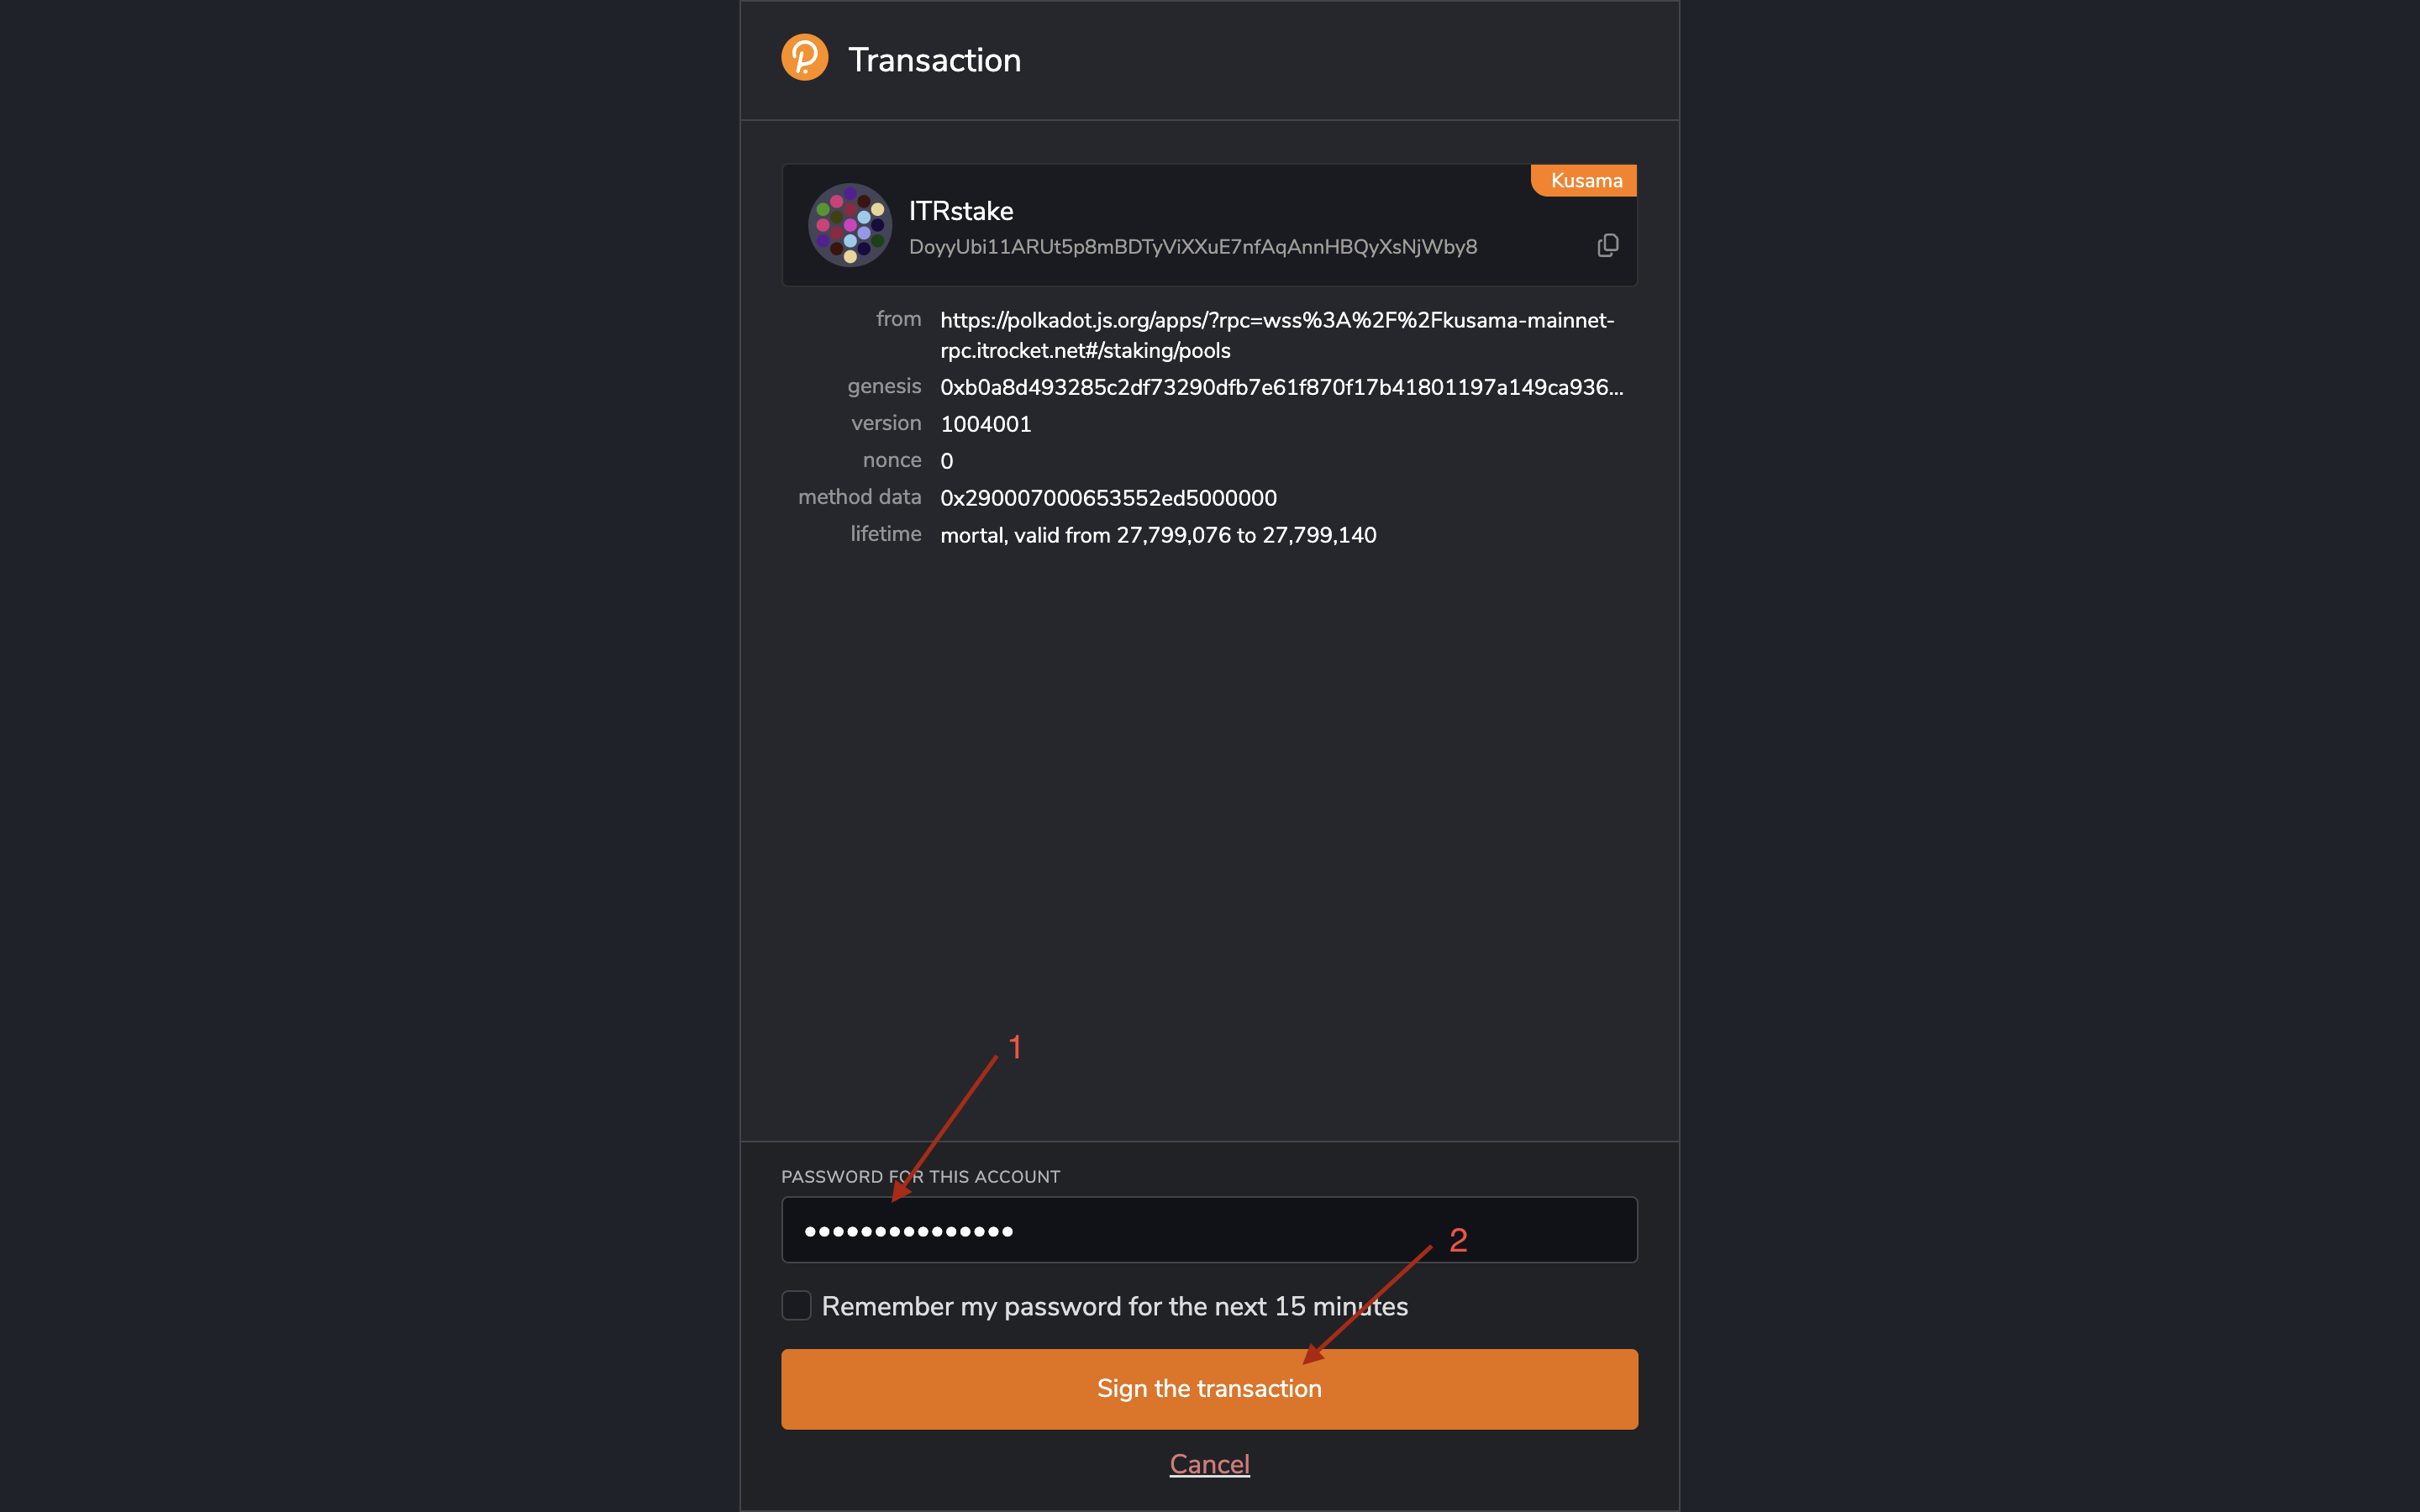 Transaction
Kusama
ITRstake
DoyyUbi11ARUt5p8mBDTyViXXuE7nfAqAnnHBQyXsNjWby8
from https://polkadot.js.org/apps/?rpc=wss%3A%2F%2Fkusama-mainnet-
rpc.itrocket.net#/staking/pools
genesis 0xb0a8d493285c2df73290dfb7e61f870f17b41801197a149ca936...
version 1004001
nonce 0
method data 0x290007000653552ed5000000
lifetime mortal, valid from 27,799,076 to 27,799,140
1
PASSWORD FOR THIS ACCOUNT
2
Remember my password for the next 15 minutes
Sign the transaction
Cancel